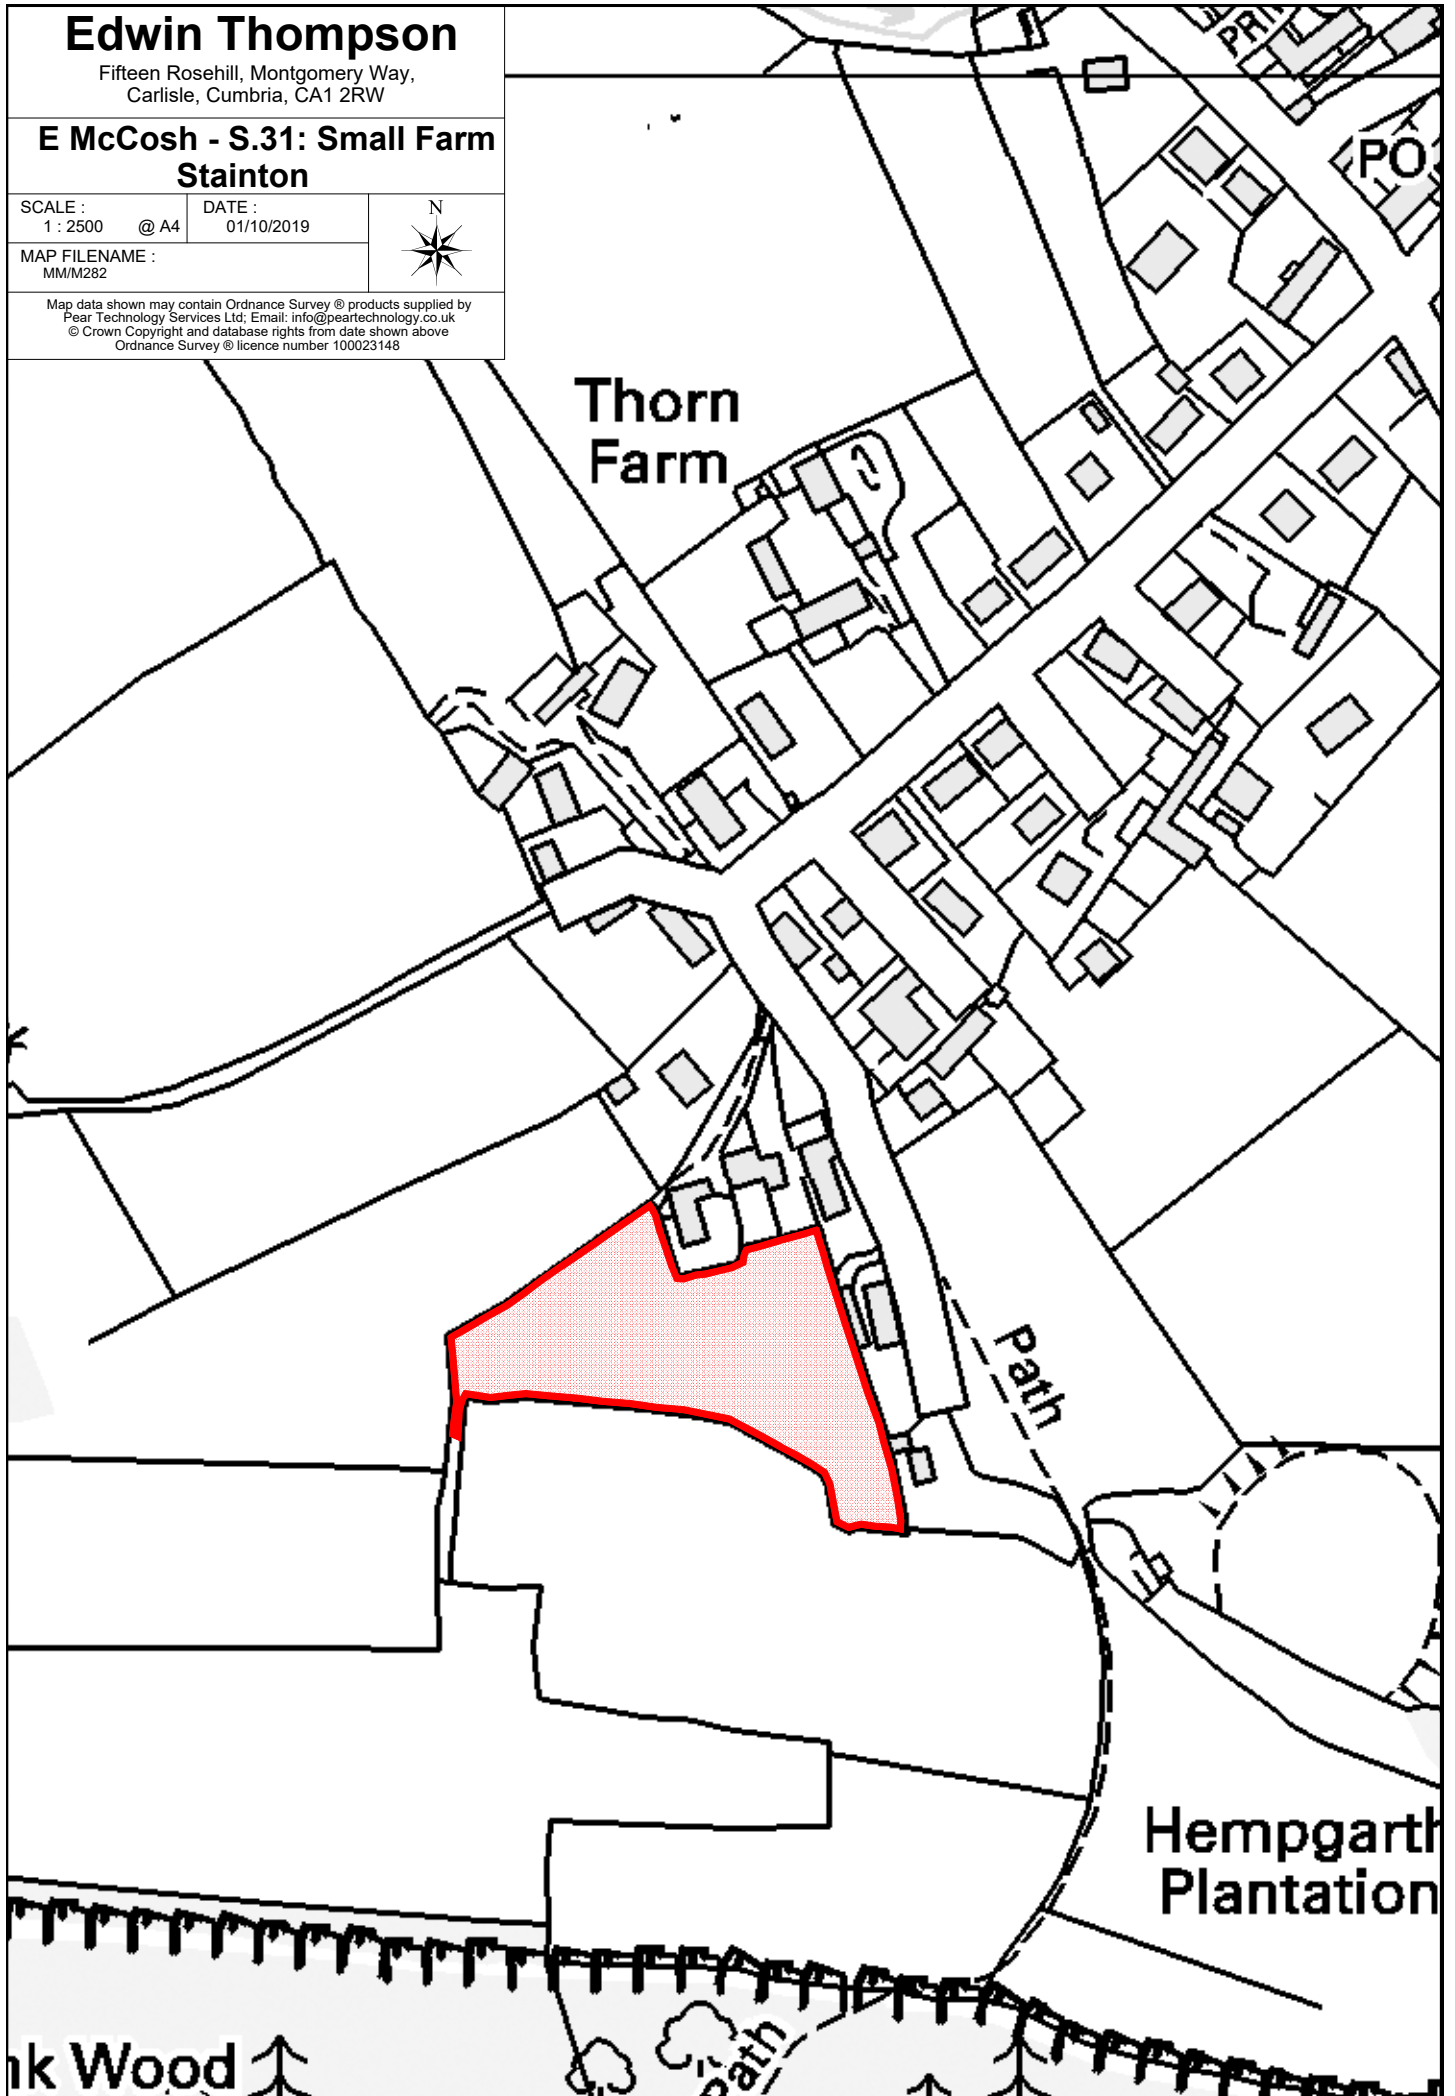 Edwin Thompson
Fifteen Rosehill, Montgomery Way,
Carlisle, Cumbria, CA1 2RW
E McCosh - S.31: Small Farm
Stainton
SCALE :
1 : 2500 @ A4
DATE :
01/10/2019
N
MAP FILENAME :
MM/M282
Map data shown may contain Ordnance Survey ® products supplied by
Pear Technology Services Ltd; Email: info@peartechnology.co.uk
© Crown Copyright and database rights from date shown above
Ordnance Survey ® licence number 100023148
PRI
PO
Thorn
Farm
Path
Hempgarth
Plantation
nk Wood
Path